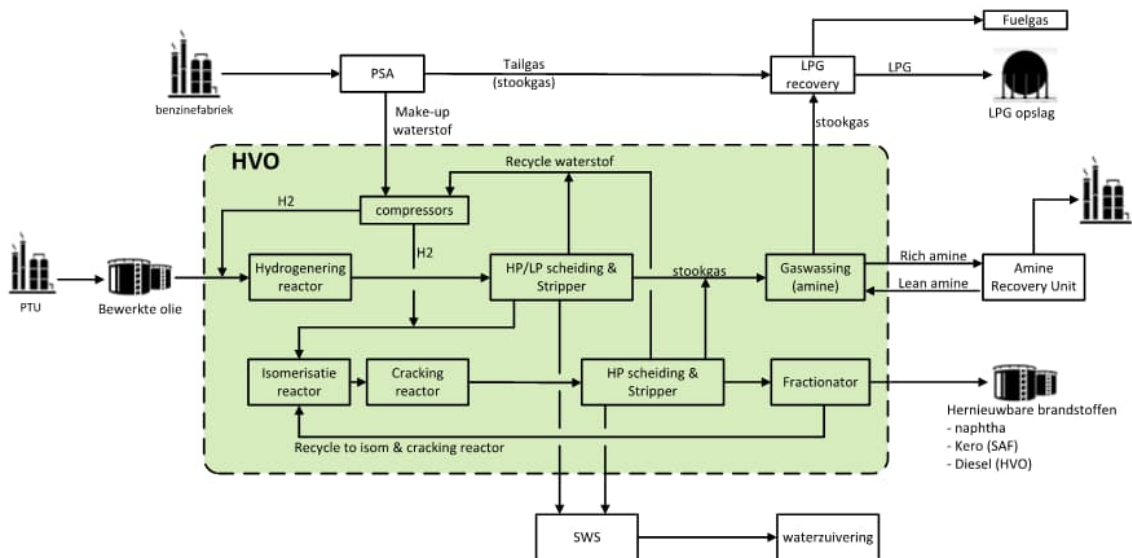 Fuelgas
PSA
Tailgas
(stookgas)
LPG
recovery
LPG
benzinefabriek
LPG opslag
Make-up
waterstof
stookgas
HVO
Recycle waterstof
H2
compressors
H2
Hydrogenering
reactor
HP/LP scheiding &
Stripper
stookgas
Gaswassing
(amine)
Rich amine
Lean amine
Amine
Recovery Unit
PTU
Bewerkte olie
Isomerisatie
reactor
Cracking
reactor
HP scheiding &
Stripper
Fractionator
Hernieuwbare brandstoffen
- naphtha
- Kero (SAF)
- Diesel (HVO)
Recycle to isom & cracking reactor
SWS
waterzuivering